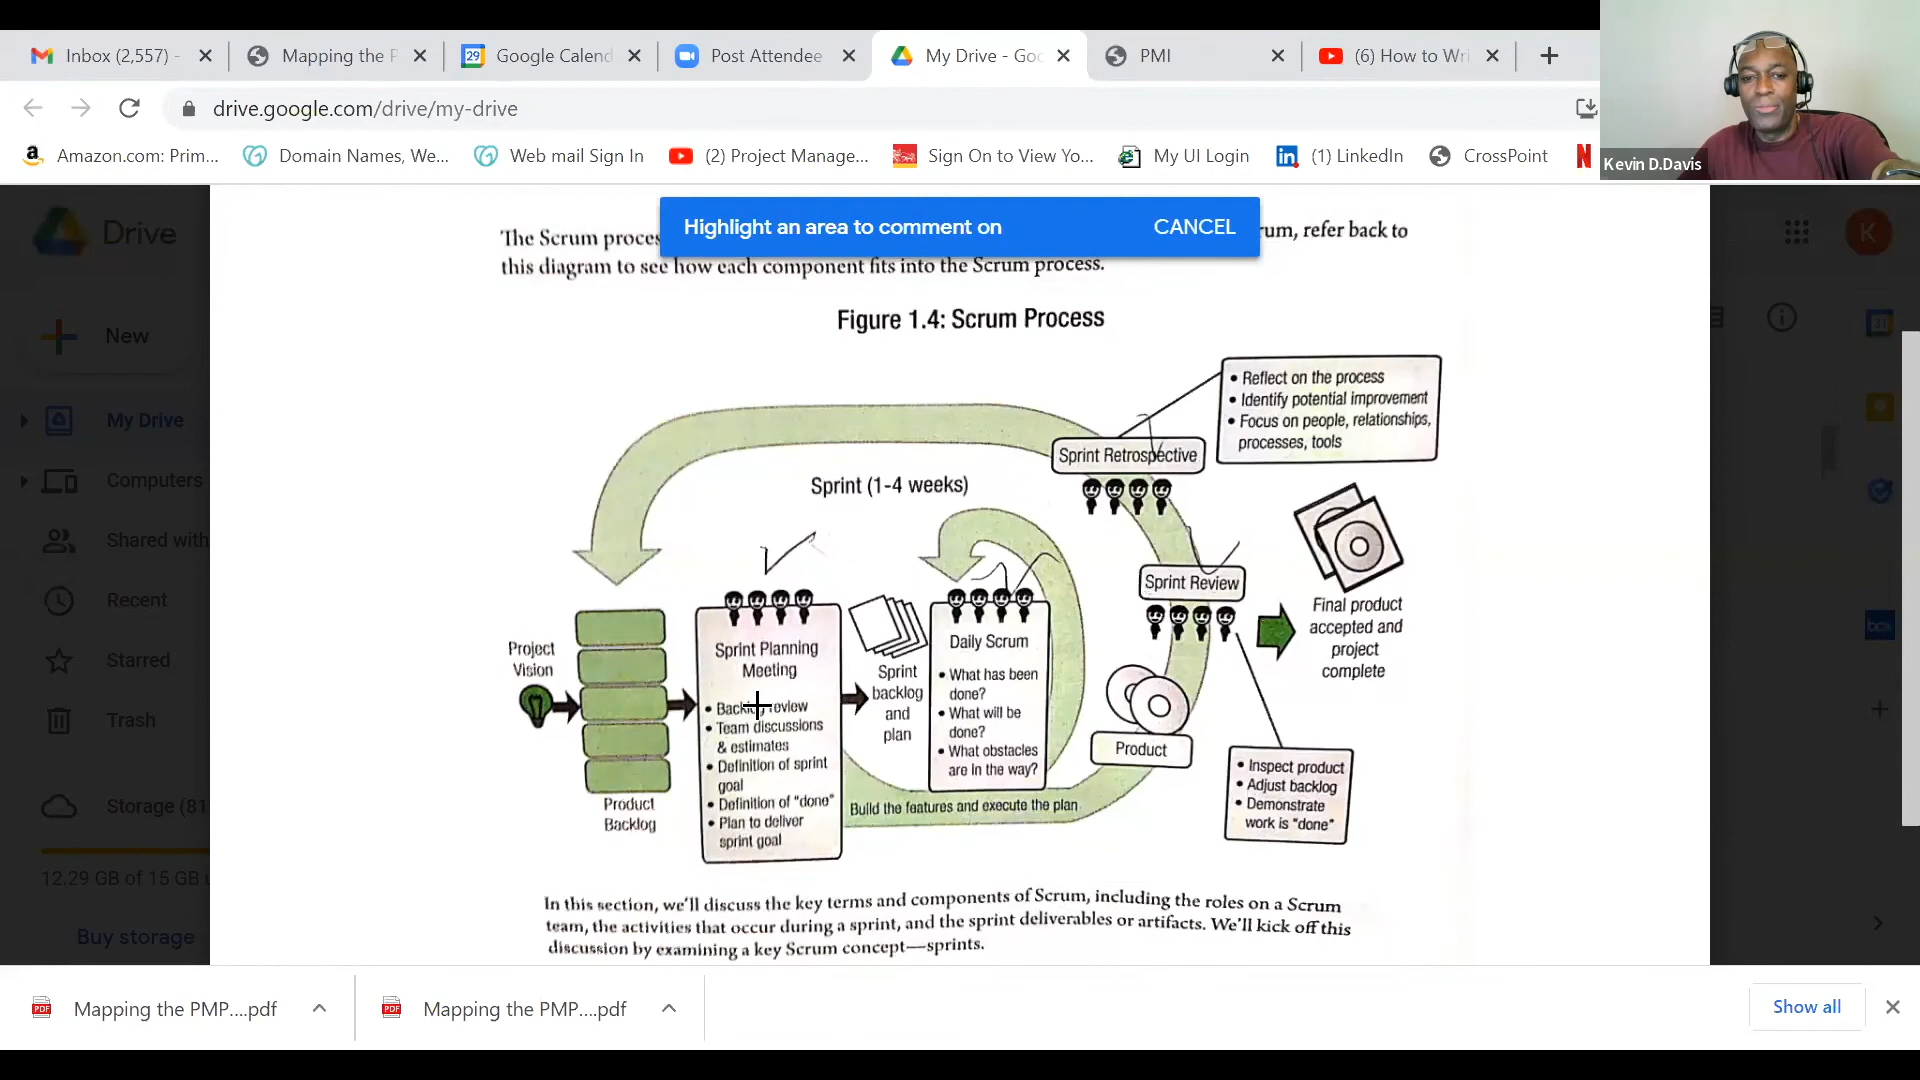 Inbox (2,557) -
Mapping the P
Google Calend
Post Attendee
My Drive - Goo
PMI
(6) How to Wri
drive.google.com/drive/my-drive
Amazon.com: Prim...
Domain Names, We...
Web mail Sign In
(2) Project Manage...
Sign On to View Yo...
My UI Login
(1) LinkedIn
CrossPoint
Kevin D.Davis
Drive
New
My Drive
Computers
Shared with
Recent
Starred
Trash
Storage (81
12.29 GB of 15 GB u
Buy storage
K
Highlight an area to comment on
CANCEL
The Scrum proces rum, refer back to
this diagram to see how each component fits into the Scrum process.
Figure 1.4: Scrum Process
• Reflect on the process
• Identify potential improvement
• Focus on people, relationships,
processes, tools
Sprint Retrospective
Sprint (1-4 weeks)
Sprint Review
Final product
accepted and
project
complete
Project
Vision
Product
Backlog
Sprint Planning
Meeting
• Backlog review
• Team discussions
& estimates
• Definition of sprint
goal
• Definition of "done"
• Plan to deliver
sprint goal
Sprint
backlog
and
plan
Daily Scrum
• What has been
done?
• What will be
done?
• What obstacles
are in the way?
Build the features and execute the plan
Product
• Inspect product
• Adjust backlog
• Demonstrate
work is "done"
In this section, we'll discuss the key terms and components of Scrum, including the roles on a Scrum
team, the activities that occur during a sprint, and the sprint deliverables or artifacts. We'll kick off this
discussion by examining a key Scrum concept—sprints.
Mapping the PMP....pdf
Mapping the PMP....pdf
Show all